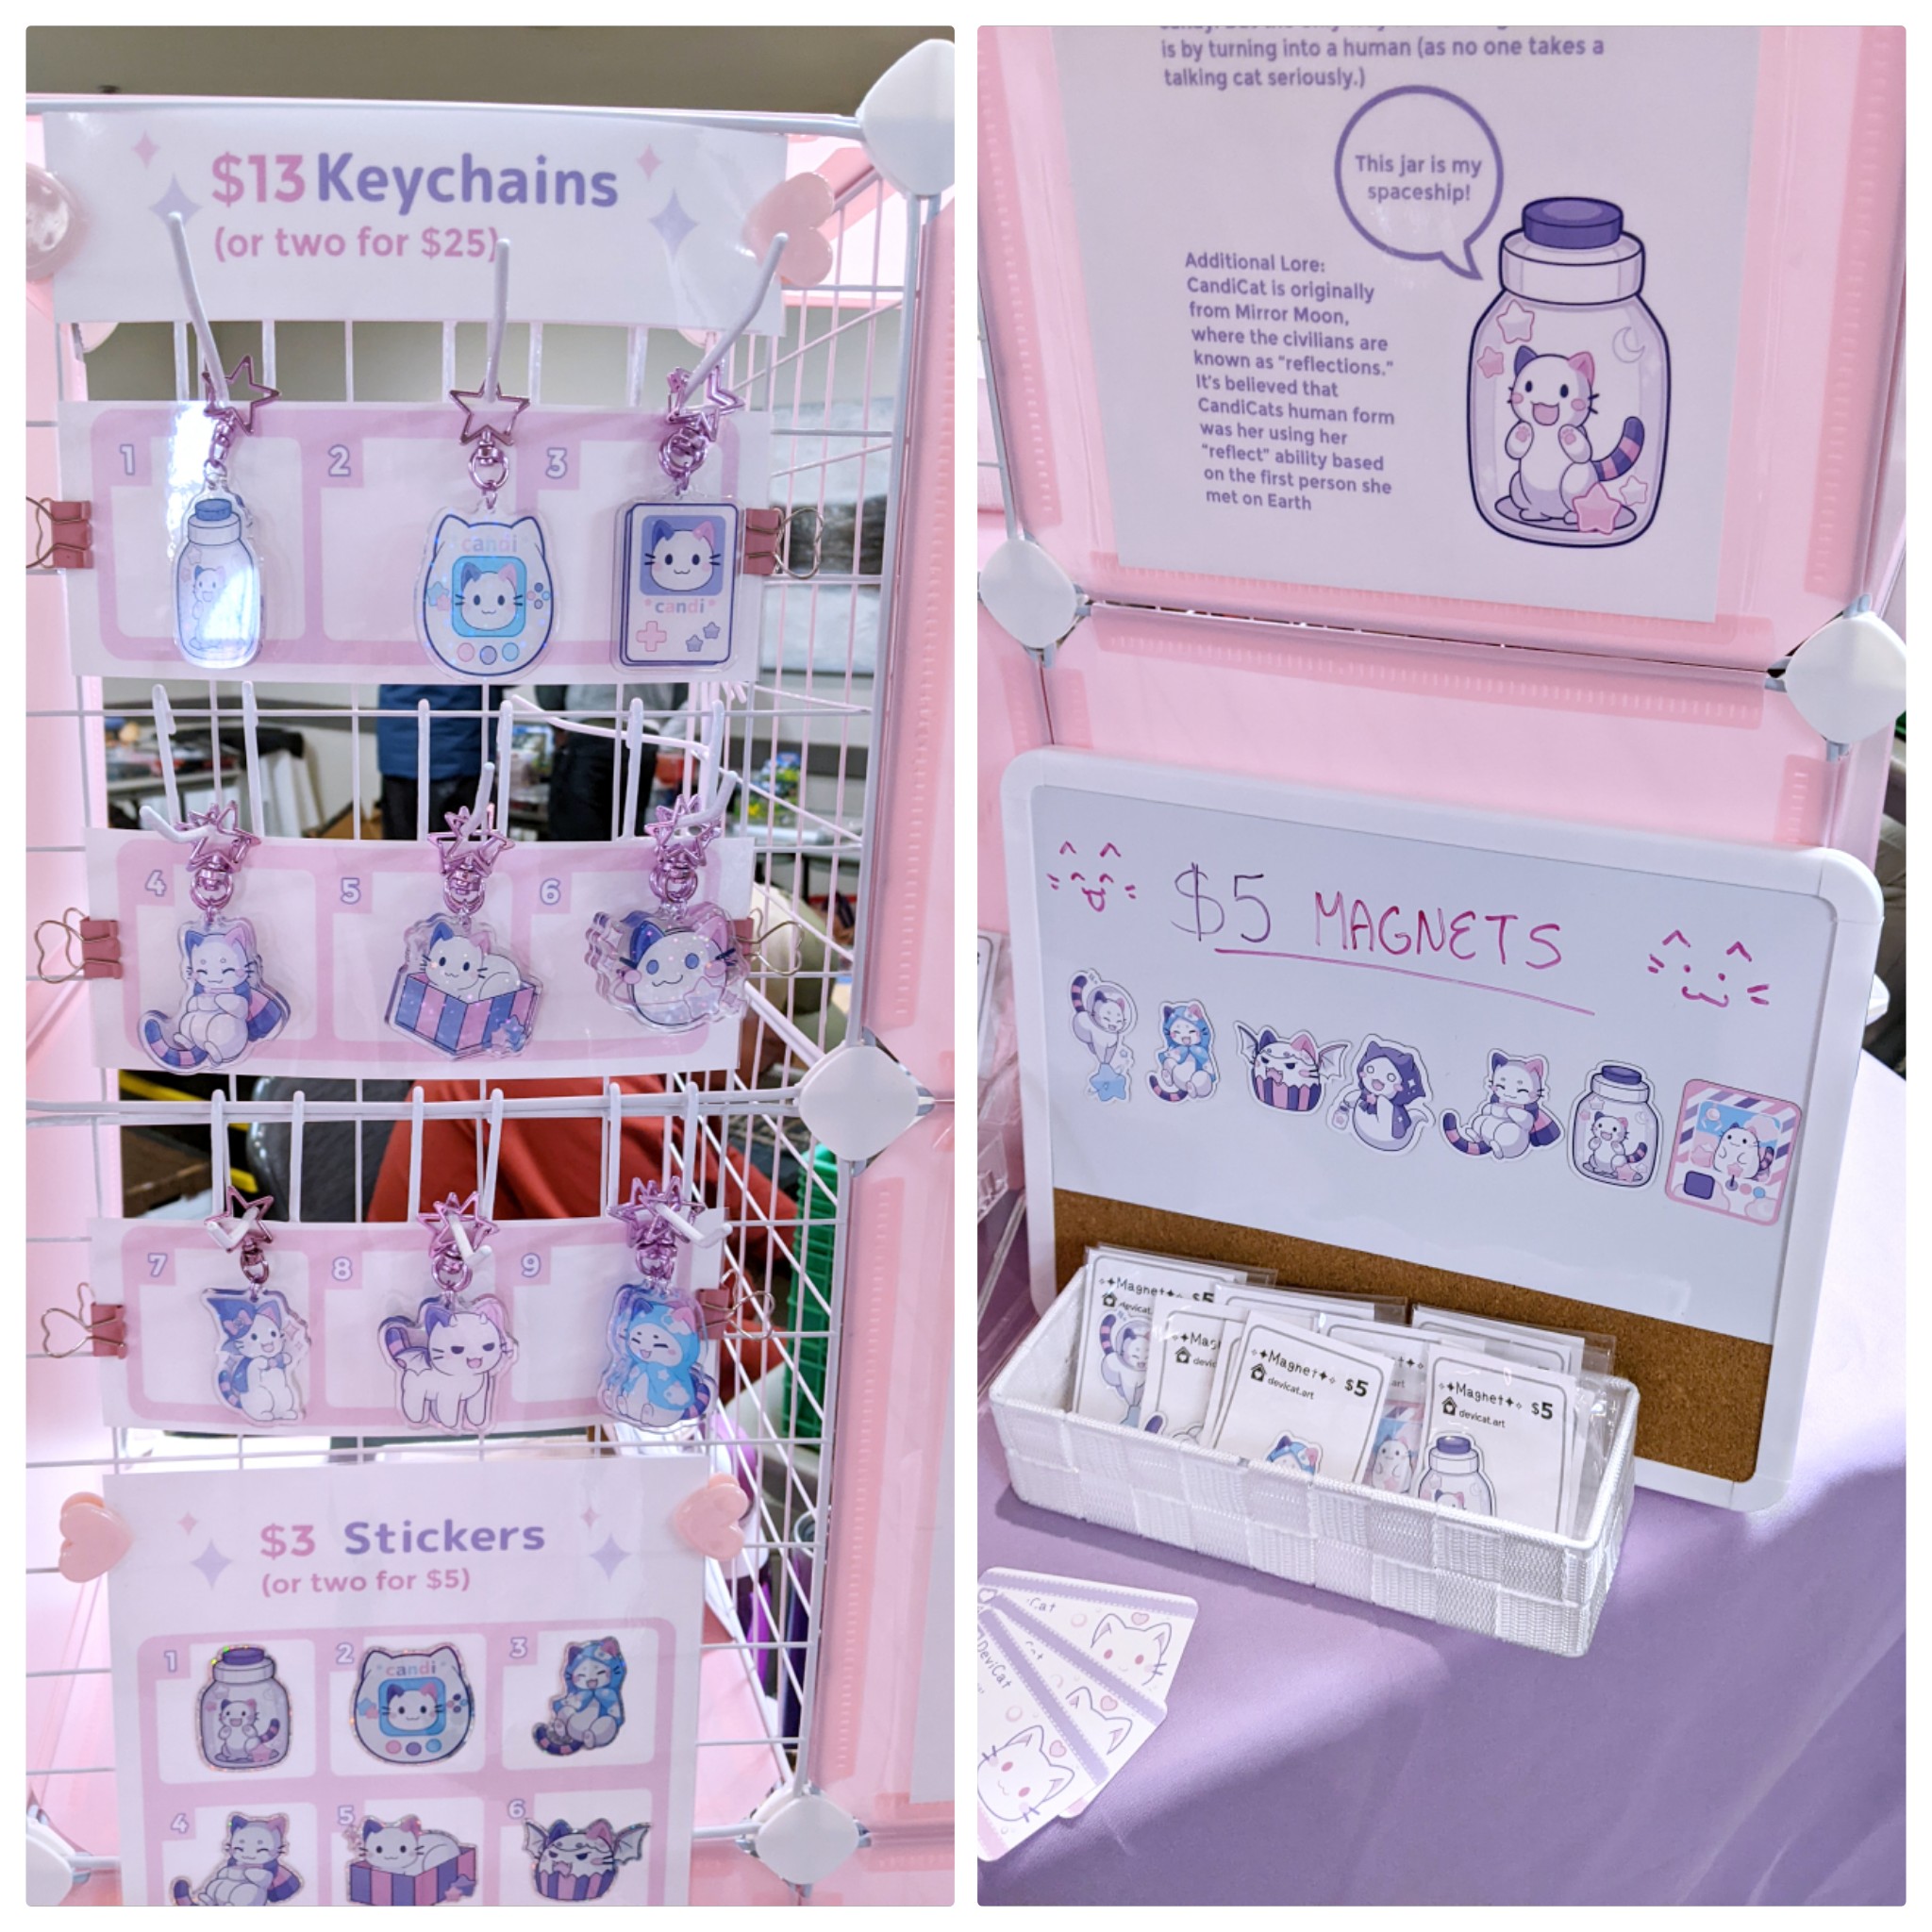 $13 Keychains
(or two for $25)
1
2
3
candi
candi
4
5
6
7
8
9
$3 Stickers
(or two for $5)
1
2
3
candi
4
5
6
is by turning into a human (as no one takes a
talking cat seriously.)
This jar is my
spaceship!
Additional Lore:
CandiCat is originally
from Mirror Moon,
where the civilians are
known as "reflections."
It's believed that
CandiCats human form
was her using her
"reflect" ability based
on the first person she
met on Earth
$5 MAGNETS
Magnet $5
devicat.
Mag
devic
Magnet $5
devicat.art
art
Magnet $5
devicat.art
Cat
DeviCat